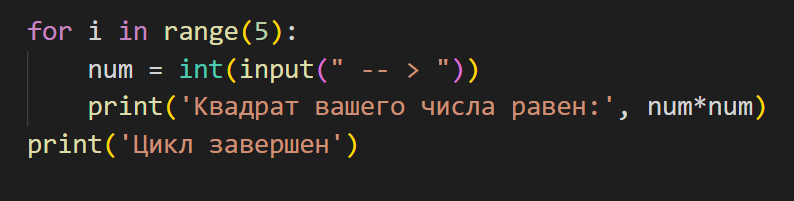 for i in range(5):
    num = int(input(" -- > "))
    print('Квадрат вашего числа равен:', num*num)
print('Цикл завершен')